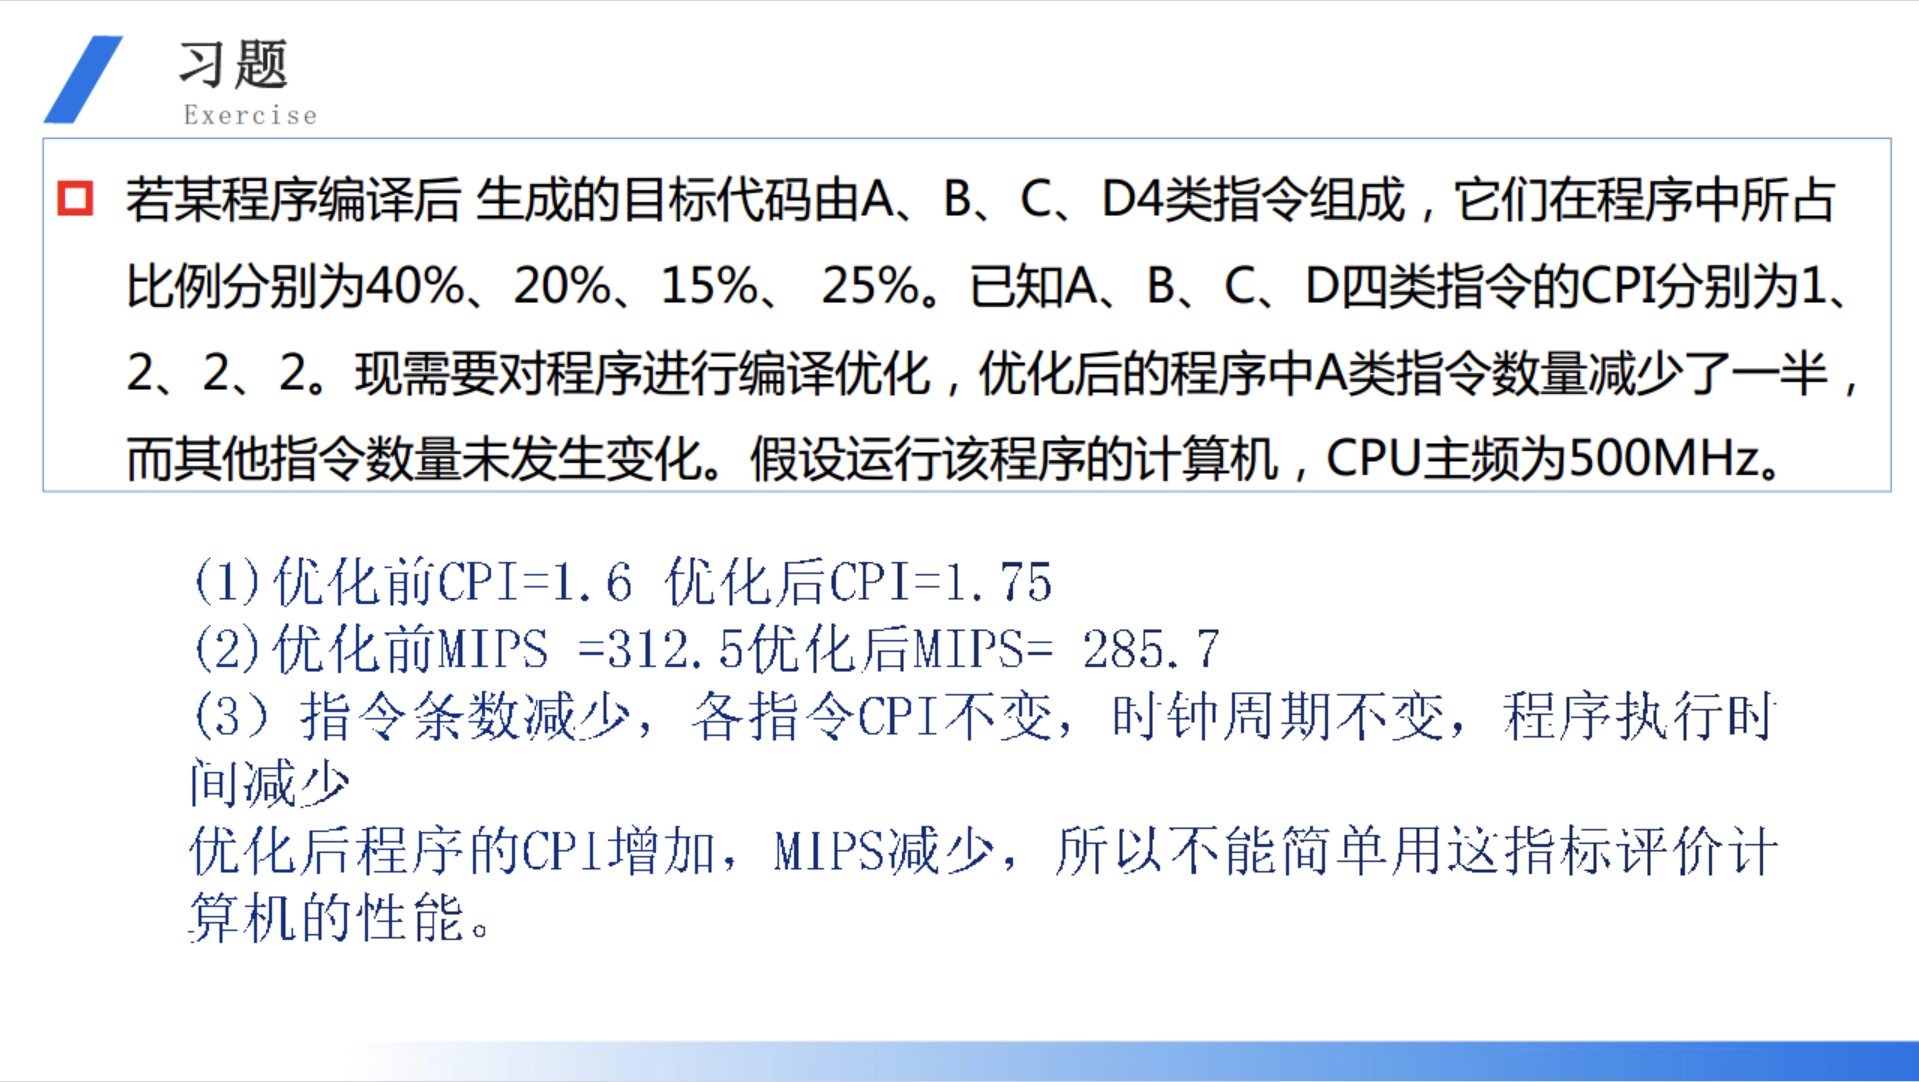 习题
Exercise
若某程序编译后 生成的目标代码由A、B、C、D4类指令组成，它们在程序中所占
比例分别为40%、20%、15%、 25%。已知A、B、C、D四类指令的CPI分别为1、
2、2、2。现需要对程序进行编译优化，优化后的程序中A类指令数量减少了一半，
而其他指令数量未发生变化。假设运行该程序的计算机，CPU主频为500MHz。
(1)优化前CPI=1.6 优化后CPI=1.75
(2)优化前MIPS =312.5优化后MIPS= 285.7
(3）指令条数减少，各指令CPI不变，时钟周期不变，程序执行时
间减少
优化后程序的CPI增加，MIPS减少，所以不能简单用这指标评价计
算机的性能。